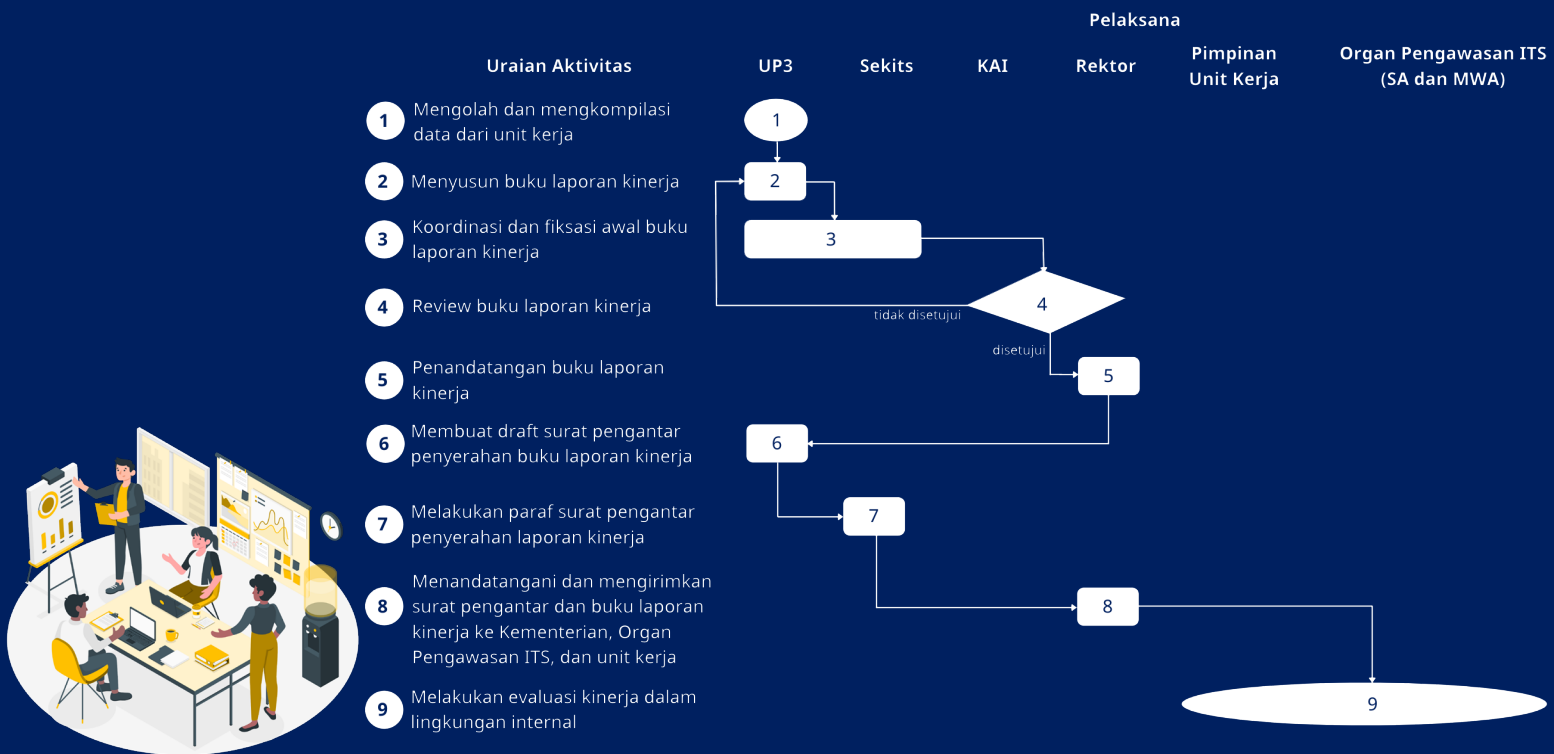 Pelaksana
Uraian Aktivitas
UP3
Sekits
KAI
Rektor
Pimpinan
Unit Kerja
Organ Pengawasan ITS
(SA dan MWA)
1
Mengolah dan mengkompilasi
data dari unit kerja
1
2
Menyusun buku laporan kinerja
2
3
Koordinasi dan fiksasi awal buku
laporan kinerja
3
4
Review buku laporan kinerja
4
tidak disetujui
disetujui
5
Penandatangan buku laporan
kinerja
5
6
Membuat draft surat pengantar
penyerahan buku laporan kinerja
6
7
Melakukan paraf surat pengantar
penyerahan laporan kinerja
7
8
Menandatangani dan mengirimkan
surat pengantar dan buku laporan
kinerja ke Kementerian, Organ
Pengawasan ITS, dan unit kerja
8
9
Melakukan evaluasi kinerja dalam
lingkungan internal
9